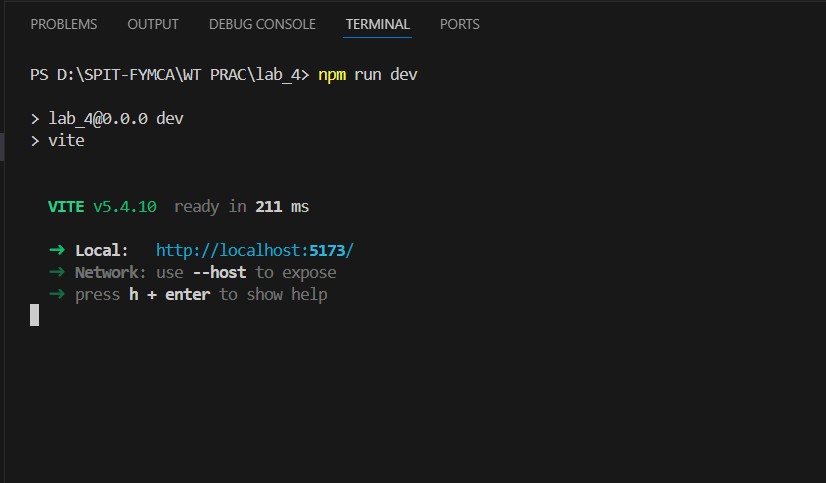 PROBLEMS OUTPUT DEBUG CONSOLE TERMINAL PORTS
PS D:\SPIT-FYMCA\WT PRAC\lab_4> npm run dev
> lab_4@0.0.0 dev
> vite
VITE v5.4.10 ready in 211 ms
➜ Local: http://localhost:5173/
➜ Network: use --host to expose
➜ press h + enter to show help